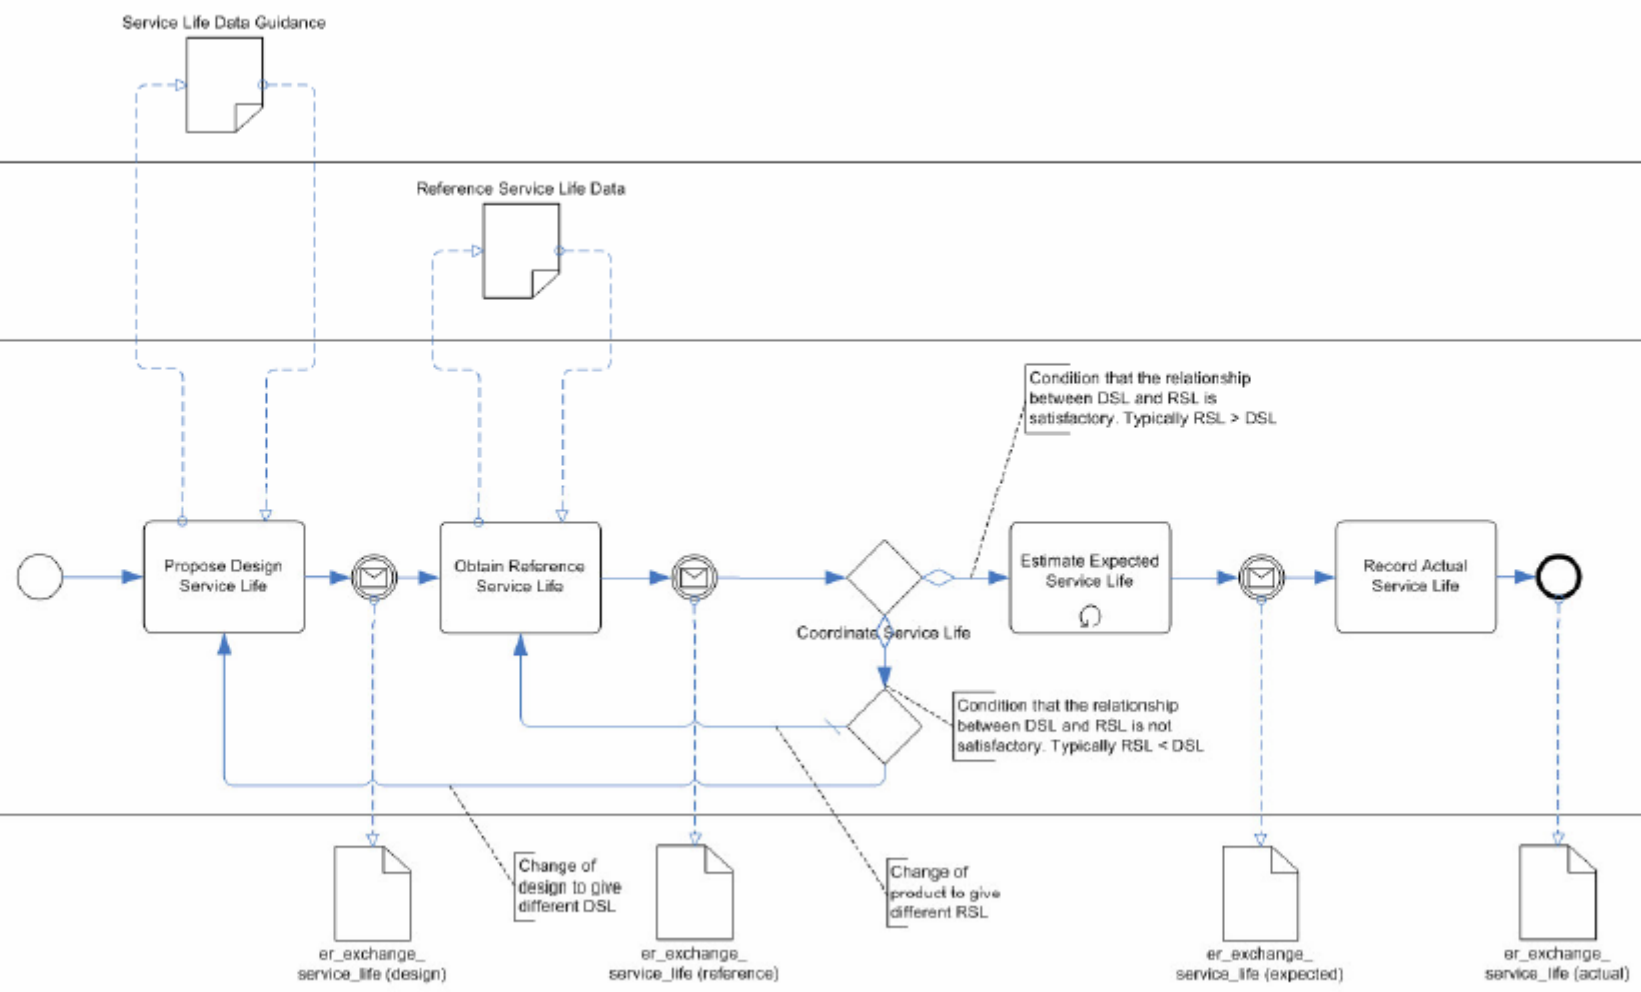 Service Life Data Guidance
Reference Service Life Data
Condition that the relationship
between DSL and RSL is
satisfactory. Typically RSL > DSL
Propose Design
Service Life
Obtain Reference
Service Life
Estimate Expected
Service Life
Record Actual
Service Life
Coordinate Service Life
Condition that the relationship
between DSL and RSL is not
satisfactory. Typically RSL < DSL
Change of
design to give
different DSL
Change of
product to give
different RSL
er_exchange_
service_life (design)
er_exchange_
service_life (reference)
er_exchange_
service_life (expected)
er_exchange_
service_life (actual)